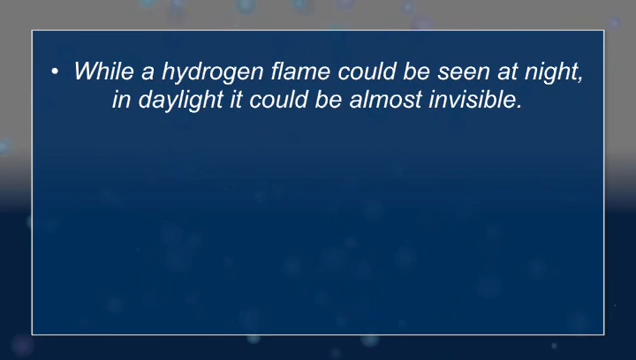 • While a hydrogen flame could be seen at night,
in daylight it could be almost invisible.